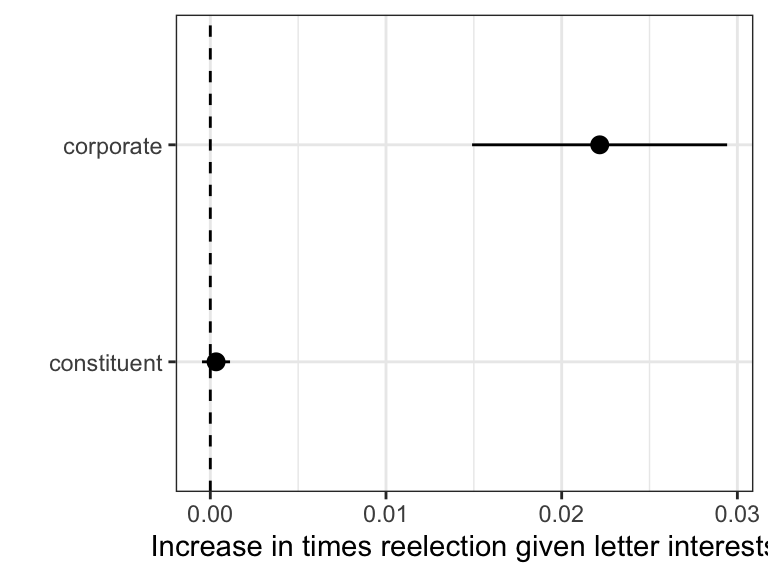 corporate
constituent
0.00 0.01 0.02 0.03
Increase in times reelection given letter interests